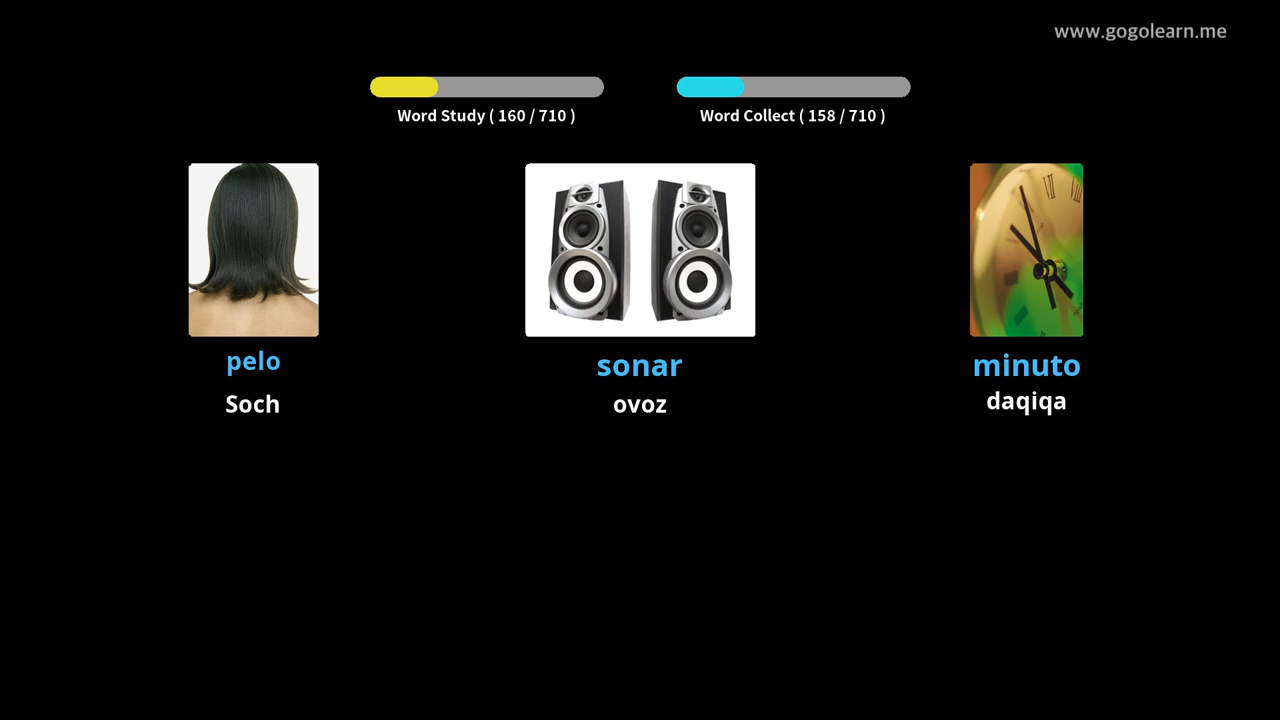 www.gogolearn.me
Word Study ( 160 / 710 )
Word Collect ( 158 / 710 )
pelo
Soch
sonar
ovoz
minuto
daqiqa